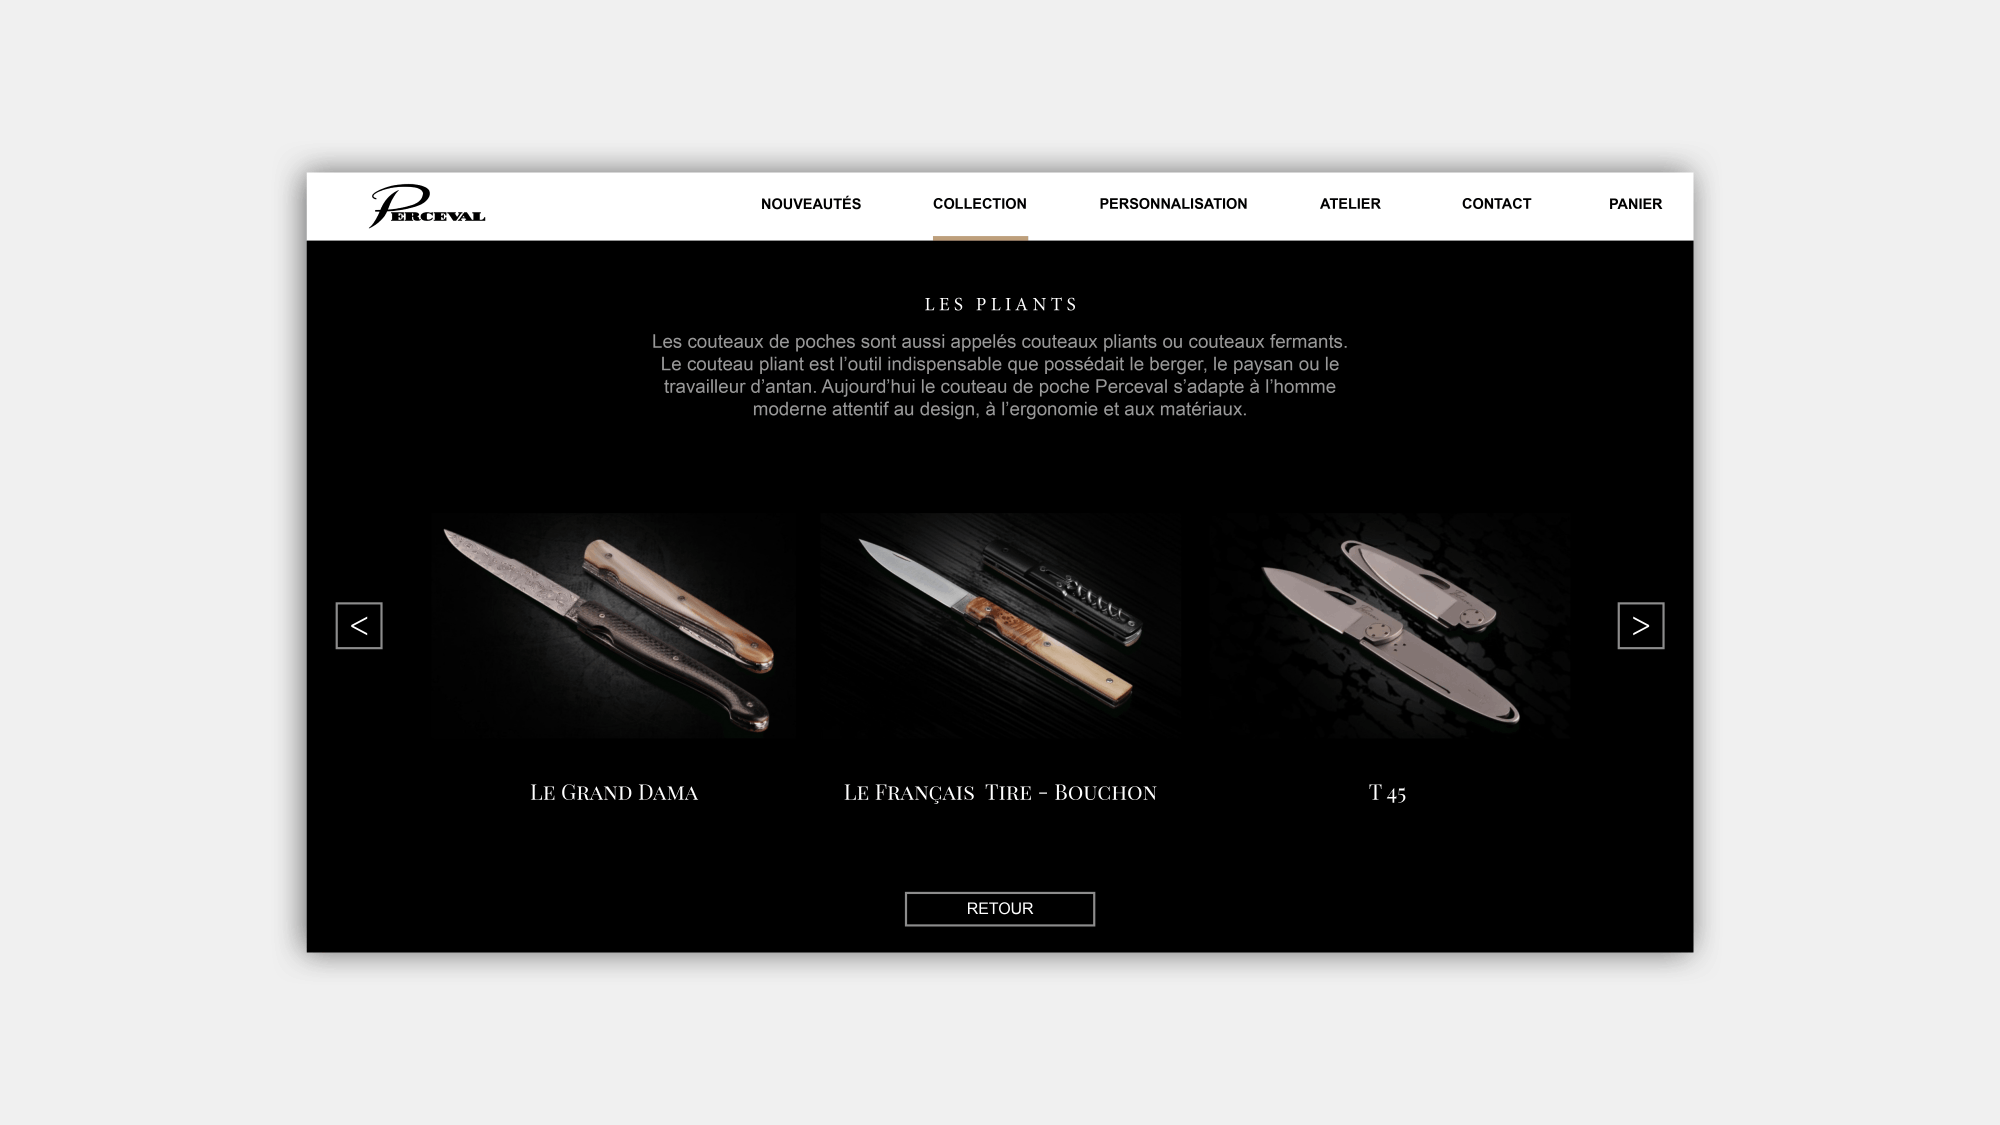 PERCEVAL
NOUVEAUTÉS COLLECTION PERSONNALISATION ATELIER CONTACT PANIER
LES PLIANTS
Les couteaux de poches sont aussi appelés couteaux pliants ou couteaux fermants.
Le couteau pliant est l’outil indispensable que possédait le berger, le paysan ou le
travailleur d’antan. Aujourd’hui le couteau de poche Perceval s’adapte à l’homme
moderne attentif au design, à l’ergonomie et aux matériaux.
< >
Le Grand Dama Le Français Tire - Bouchon T 45
RETOUR